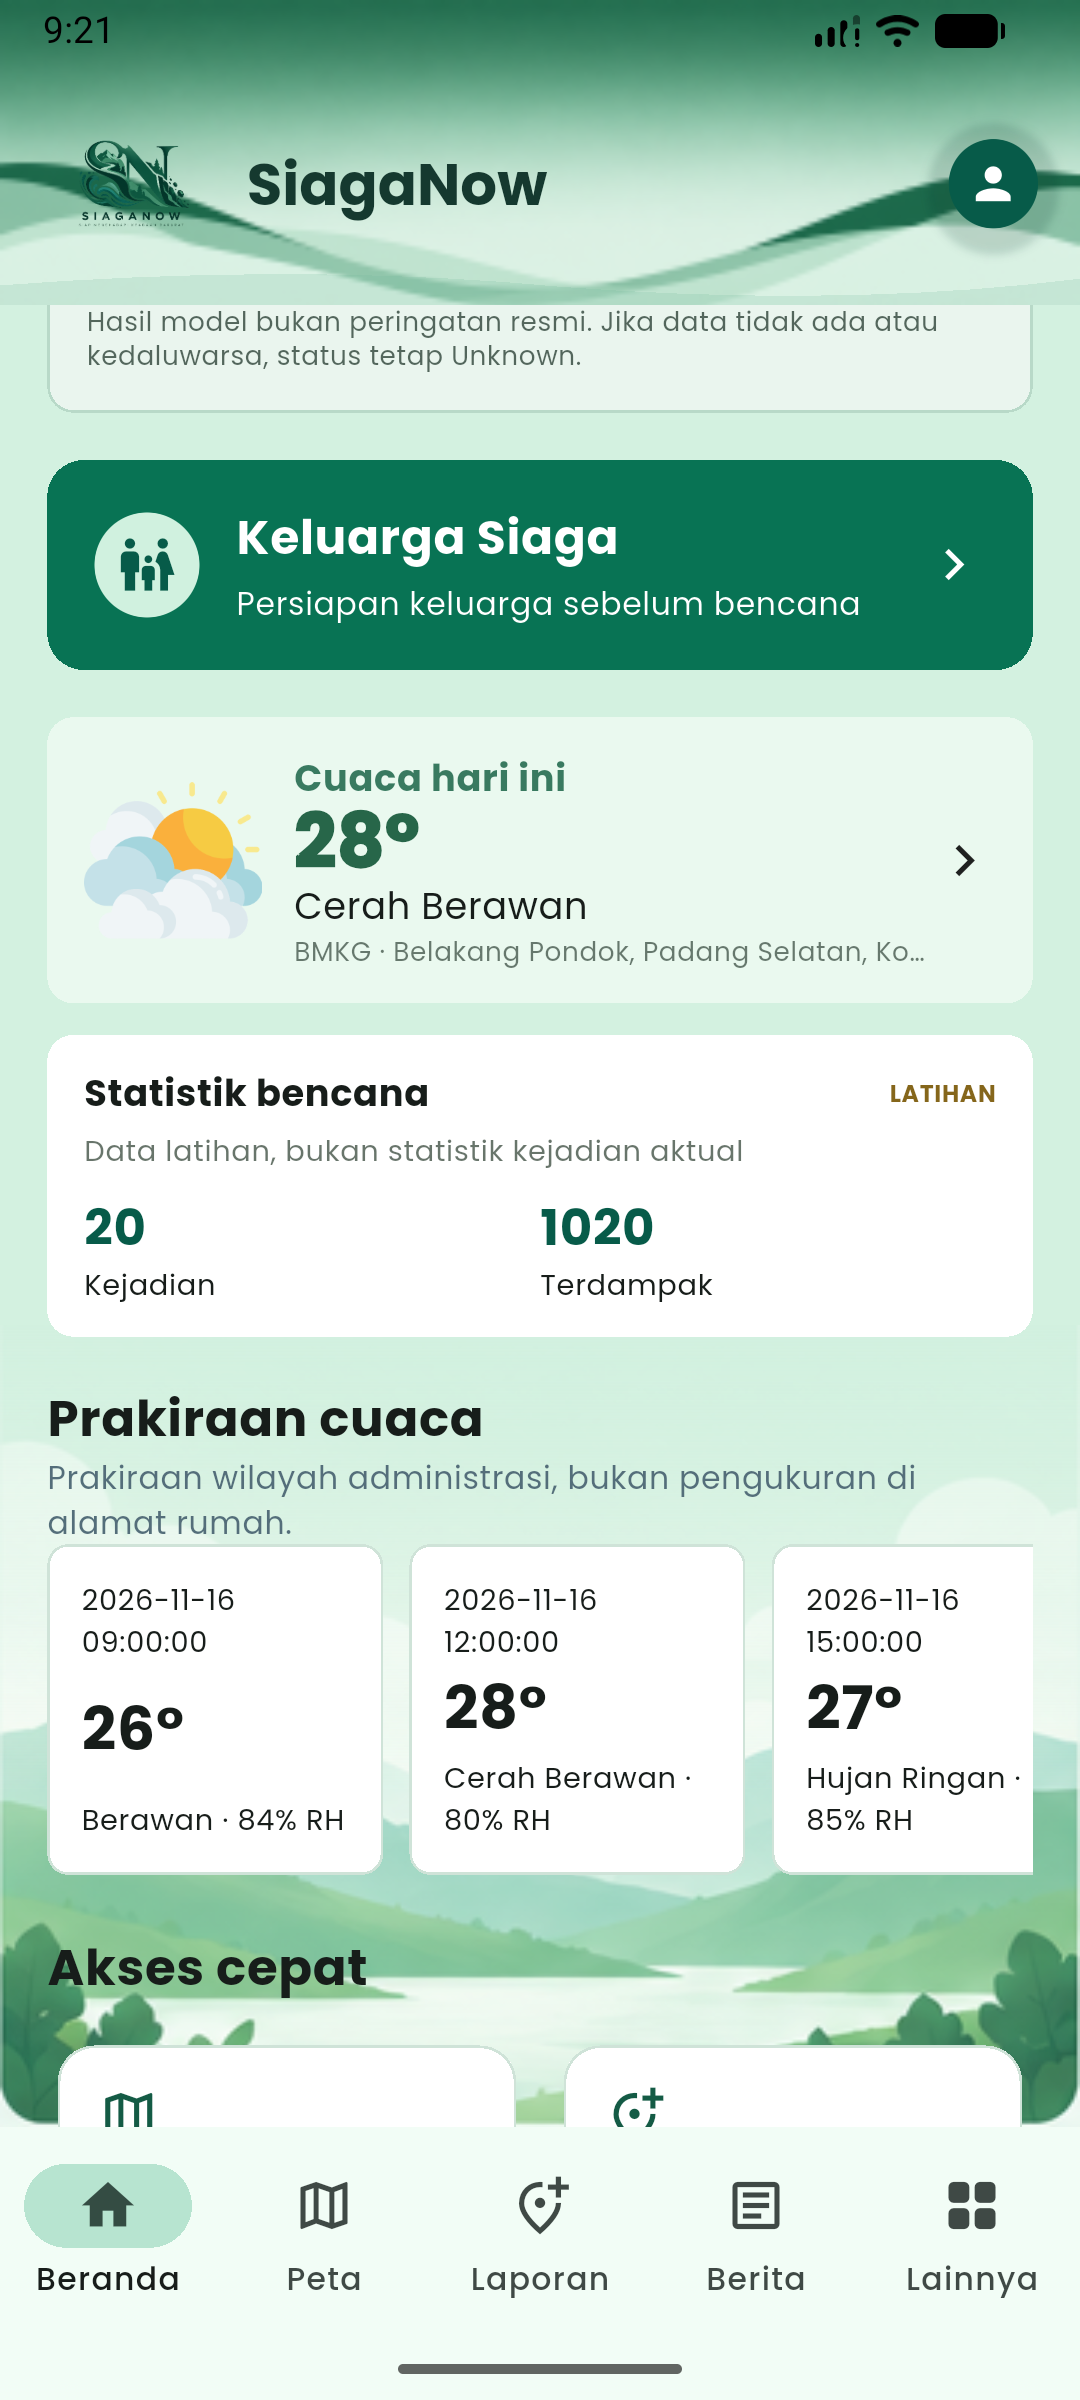 9:21
SIAGANOW
SiagaNow
Hasil model bukan peringatan resmi. Jika data tidak ada atau
kedaluwarsa, status tetap Unknown.
Keluarga Siaga
Persiapan keluarga sebelum bencana
Cuaca hari ini
28°
Cerah Berawan
BMKG · Belakang Pondok, Padang Selatan, Ko...
Statistik bencana
LATIHAN
Data latihan, bukan statistik kejadian aktual
20
1020
Kejadian
Terdampak
Prakiraan cuaca
Prakiraan wilayah administrasi, bukan pengukuran di
alamat rumah.
2026-11-16
09:00:00
26°
Berawan · 84% RH
2026-11-16
12:00:00
28°
Cerah Berawan ·
80% RH
2026-11-16
15:00:00
27°
Hujan Ringan ·
85% RH
Akses cepat
Beranda
Peta
Laporan
Berita
Lainnya